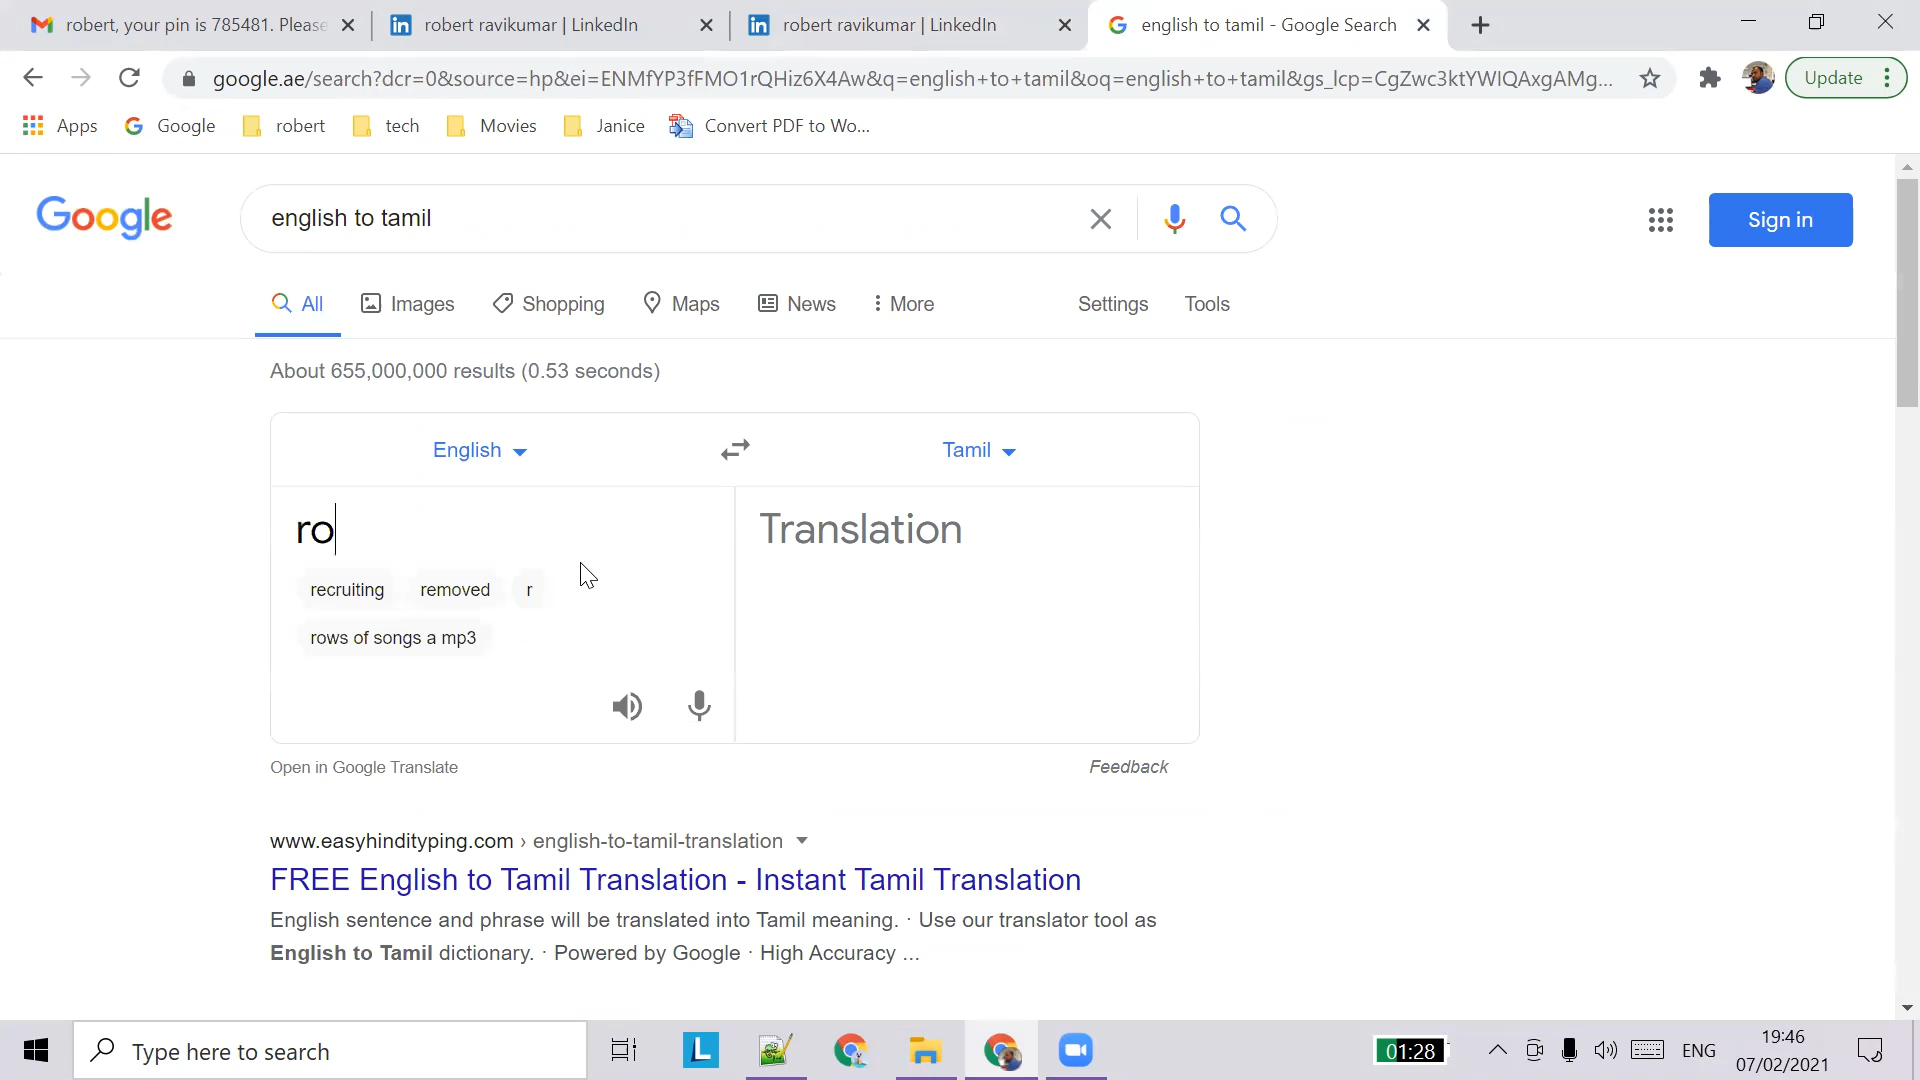 robert, your pin is 785481. Please
robert ravikumar | LinkedIn
robert ravikumar | LinkedIn
english to tamil - Google Search
google.ae/search?dcr=0&source=hp&ei=ENMfYP3fFMO1rQHiz6X4Aw&q=english+to+tamil&oq=english+to+tamil&gs_lcp=CgZwc3ktYWIQAxgAMg...
Update
Apps
Google
robert
tech
Movies
Janice
Convert PDF to Wo...
Google
english to tamil
Sign in
All
Images
Shopping
Maps
News
More
Settings
Tools
About 655,000,000 results (0.53 seconds)
English
Tamil
ro
Translation
recruiting removed r
rows of songs a mp3
Open in Google Translate
Feedback
www.easyhindityping.com › english-to-tamil-translation
FREE English to Tamil Translation - Instant Tamil Translation
English sentence and phrase will be translated into Tamil meaning. · Use our translator tool as
English to Tamil dictionary. · Powered by Google · High Accuracy ...
Type here to search
L
01:28
ENG
19:46
07/02/2021